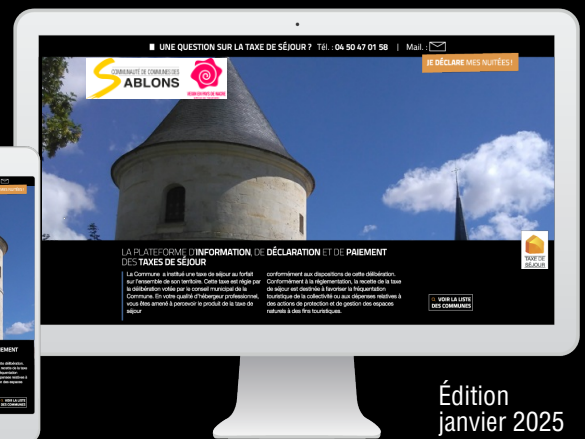 UNE QUESTION SUR LA TAXE DE SÉJOUR ? Tél. : 04 50 47 01 58 | Mail. :
JE DÉCLARE MES NUITÉES !
COMMUNAUTÉ DE COMMUNES DES
SABLONS
LA PLATEFORME D'INFORMATION, DE DÉCLARATION ET DE PAIEMENT
DES TAXES DE SÉJOUR
La Commune a institué une taxe de séjour au forfait
sur l'ensemble de son territoire. Cette taxe est régie par
la délibération votée par le conseil municipal de la
Commune. En votre qualité d'hébergeur professionnel,
vous êtes amené à percevoir le produit de la taxe de
séjour
conformément aux dispositions de cette délibération.
Conformément à la réglementation, la recette de la taxe
de séjour est destinée à favoriser la fréquentation
touristique de la collectivité ou aux dépenses relatives à
des actions de protection et de gestion des espaces
naturels à des fins touristiques.
TAXE DE
SÉJOUR
VOIR LA LISTE
DES COMMUNES
EMENT
VOIR LA LISTE
DES COMMUNES
Édition
janvier 2025